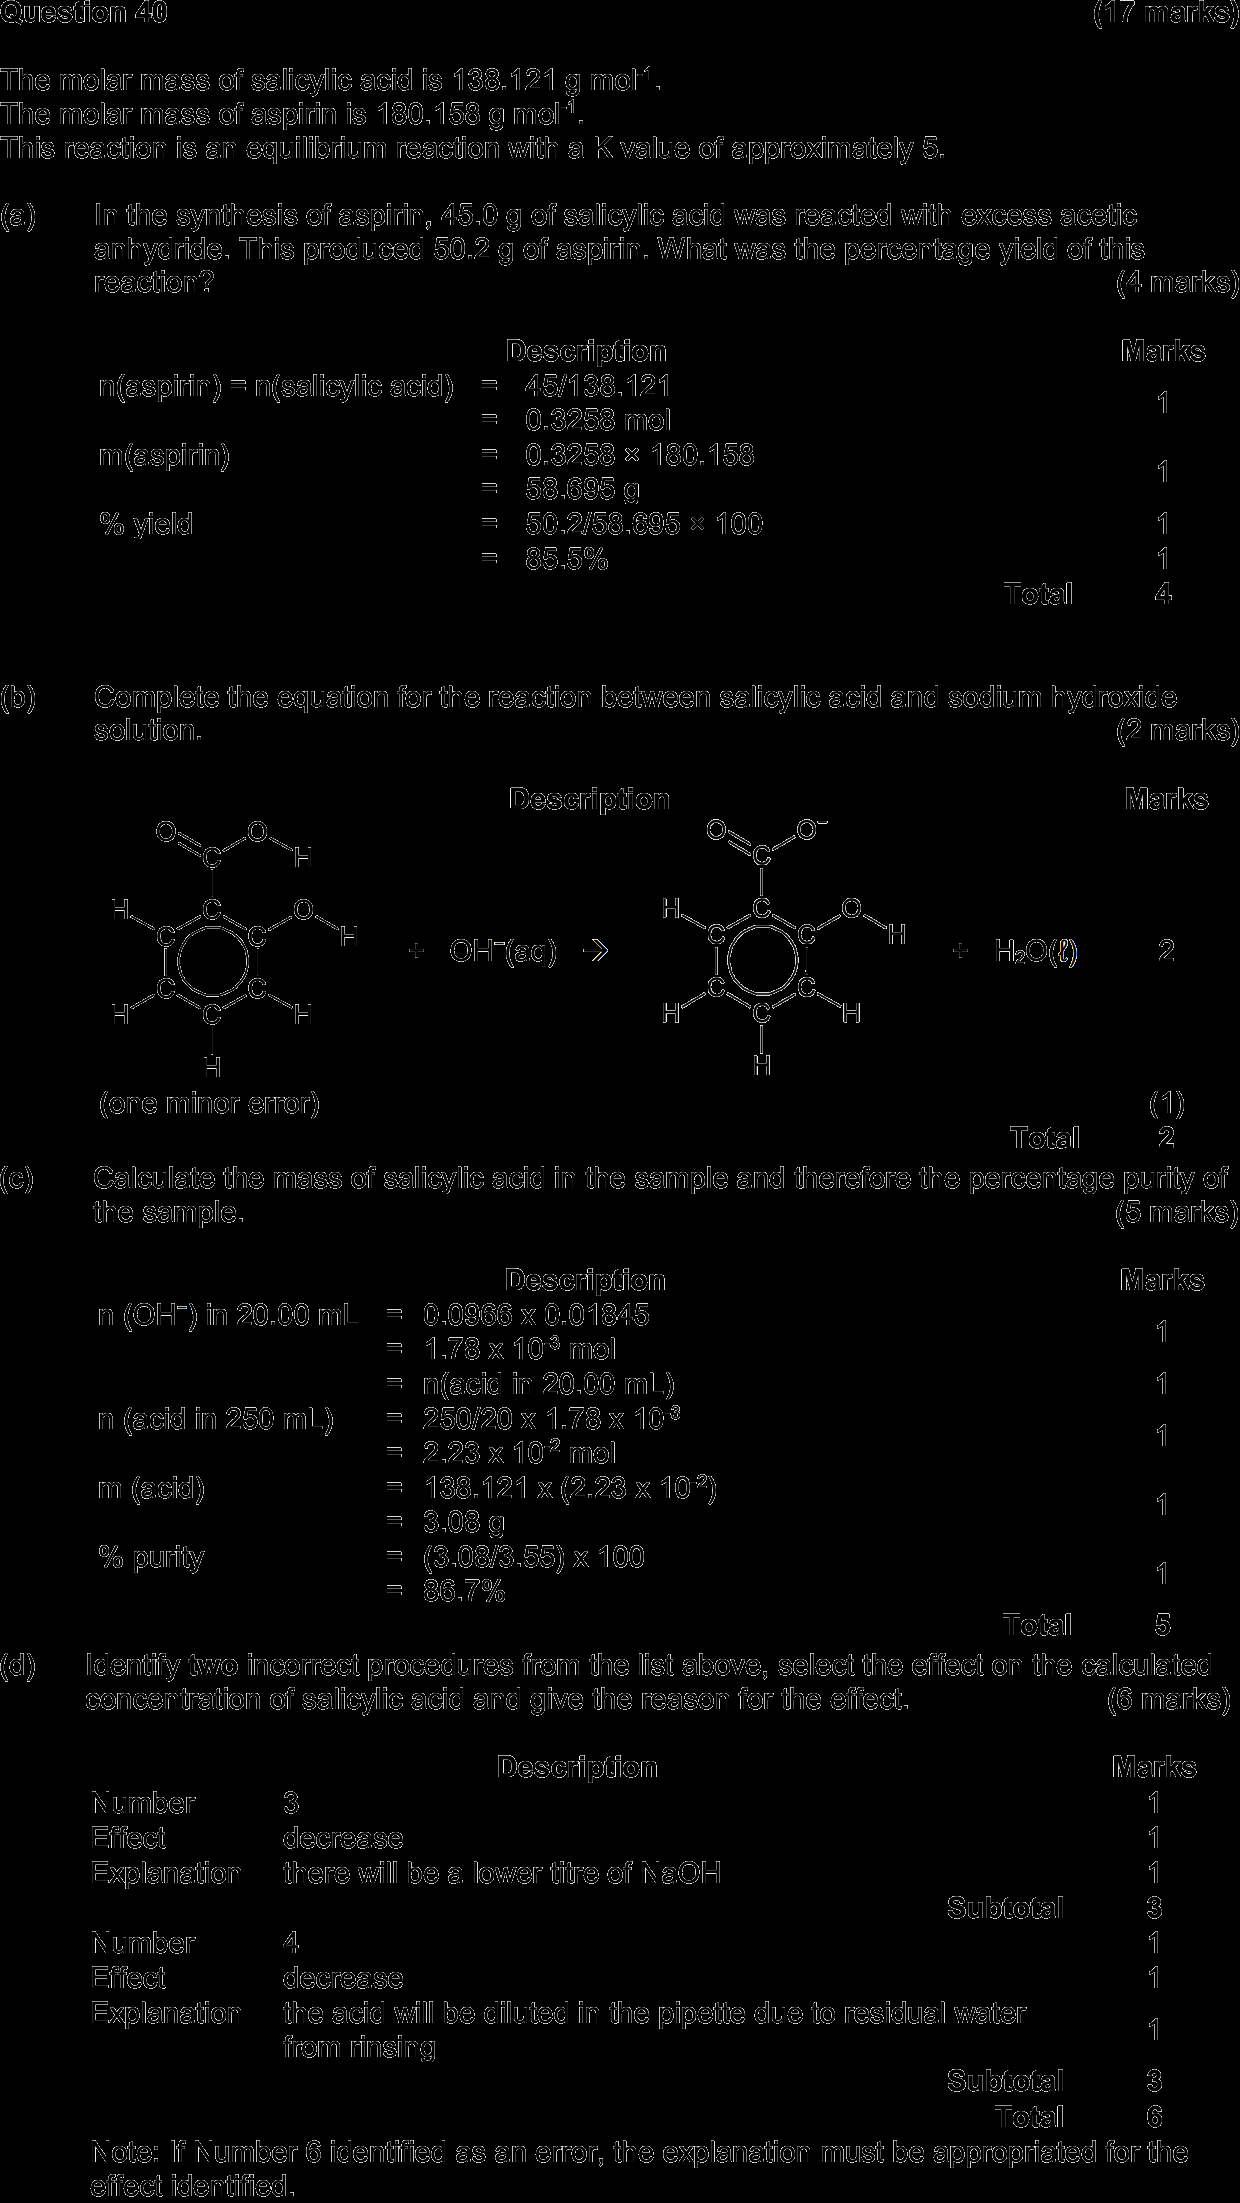 Question 40 (17 marks)
The molar mass of salicylic acid is 138.121 g mol⁻¹.
The molar mass of aspirin is 180.158 g mol⁻¹.
This reaction is an equilibrium reaction with a K value of approximately 5.
(a) In the synthesis of aspirin, 45.0 g of salicylic acid was reacted with excess acetic
anhydride. This produced 50.2 g of aspirin. What was the percentage yield of this
reaction? (4 marks)
Description Marks
n(aspirin) = n(salicylic acid) = 45/138.121
1
= 0.3258 mol
m(aspirin) = 0.3258 × 180.158
1
= 58.695 g
% yield = 50.2/58.695 × 100 1
= 85.5% 1
Total 4
(b) Complete the equation for the reaction between salicylic acid and sodium hydroxide
solution. (2 marks)
Description Marks
O O O O⁻
C H C
H C O H C O
C C H C C H
+ OH⁻(aq) → + H₂O(ℓ) 2
C C C C
H C H H C H
H H
(one minor error) (1)
Total 2
(c) Calculate the mass of salicylic acid in the sample and therefore the percentage purity of
the sample. (5 marks)
Description Marks
n (OH⁻) in 20.00 mL = 0.0966 x 0.01845
1
= 1.78 x 10⁻³ mol
= n(acid in 20.00 mL) 1
n (acid in 250 mL) = 250/20 x 1.78 x 10⁻³
1
= 2.23 x 10⁻² mol
m (acid) = 138.121 x (2.23 x 10⁻²)
1
= 3.08 g
% purity = (3.08/3.55) x 100
1
= 86.7%
Total 5
(d) Identify two incorrect procedures from the list above, select the effect on the calculated
concentration of salicylic acid and give the reason for the effect. (6 marks)
Description Marks
Number 3 1
Effect decrease 1
Explanation there will be a lower titre of NaOH 1
Subtotal 3
Number 4 1
Effect decrease 1
Explanation the acid will be diluted in the pipette due to residual water
1
from rinsing
Subtotal 3
Total 6
Note: If Number 6 identified as an error, the explanation must be appropriated for the
effect identified.